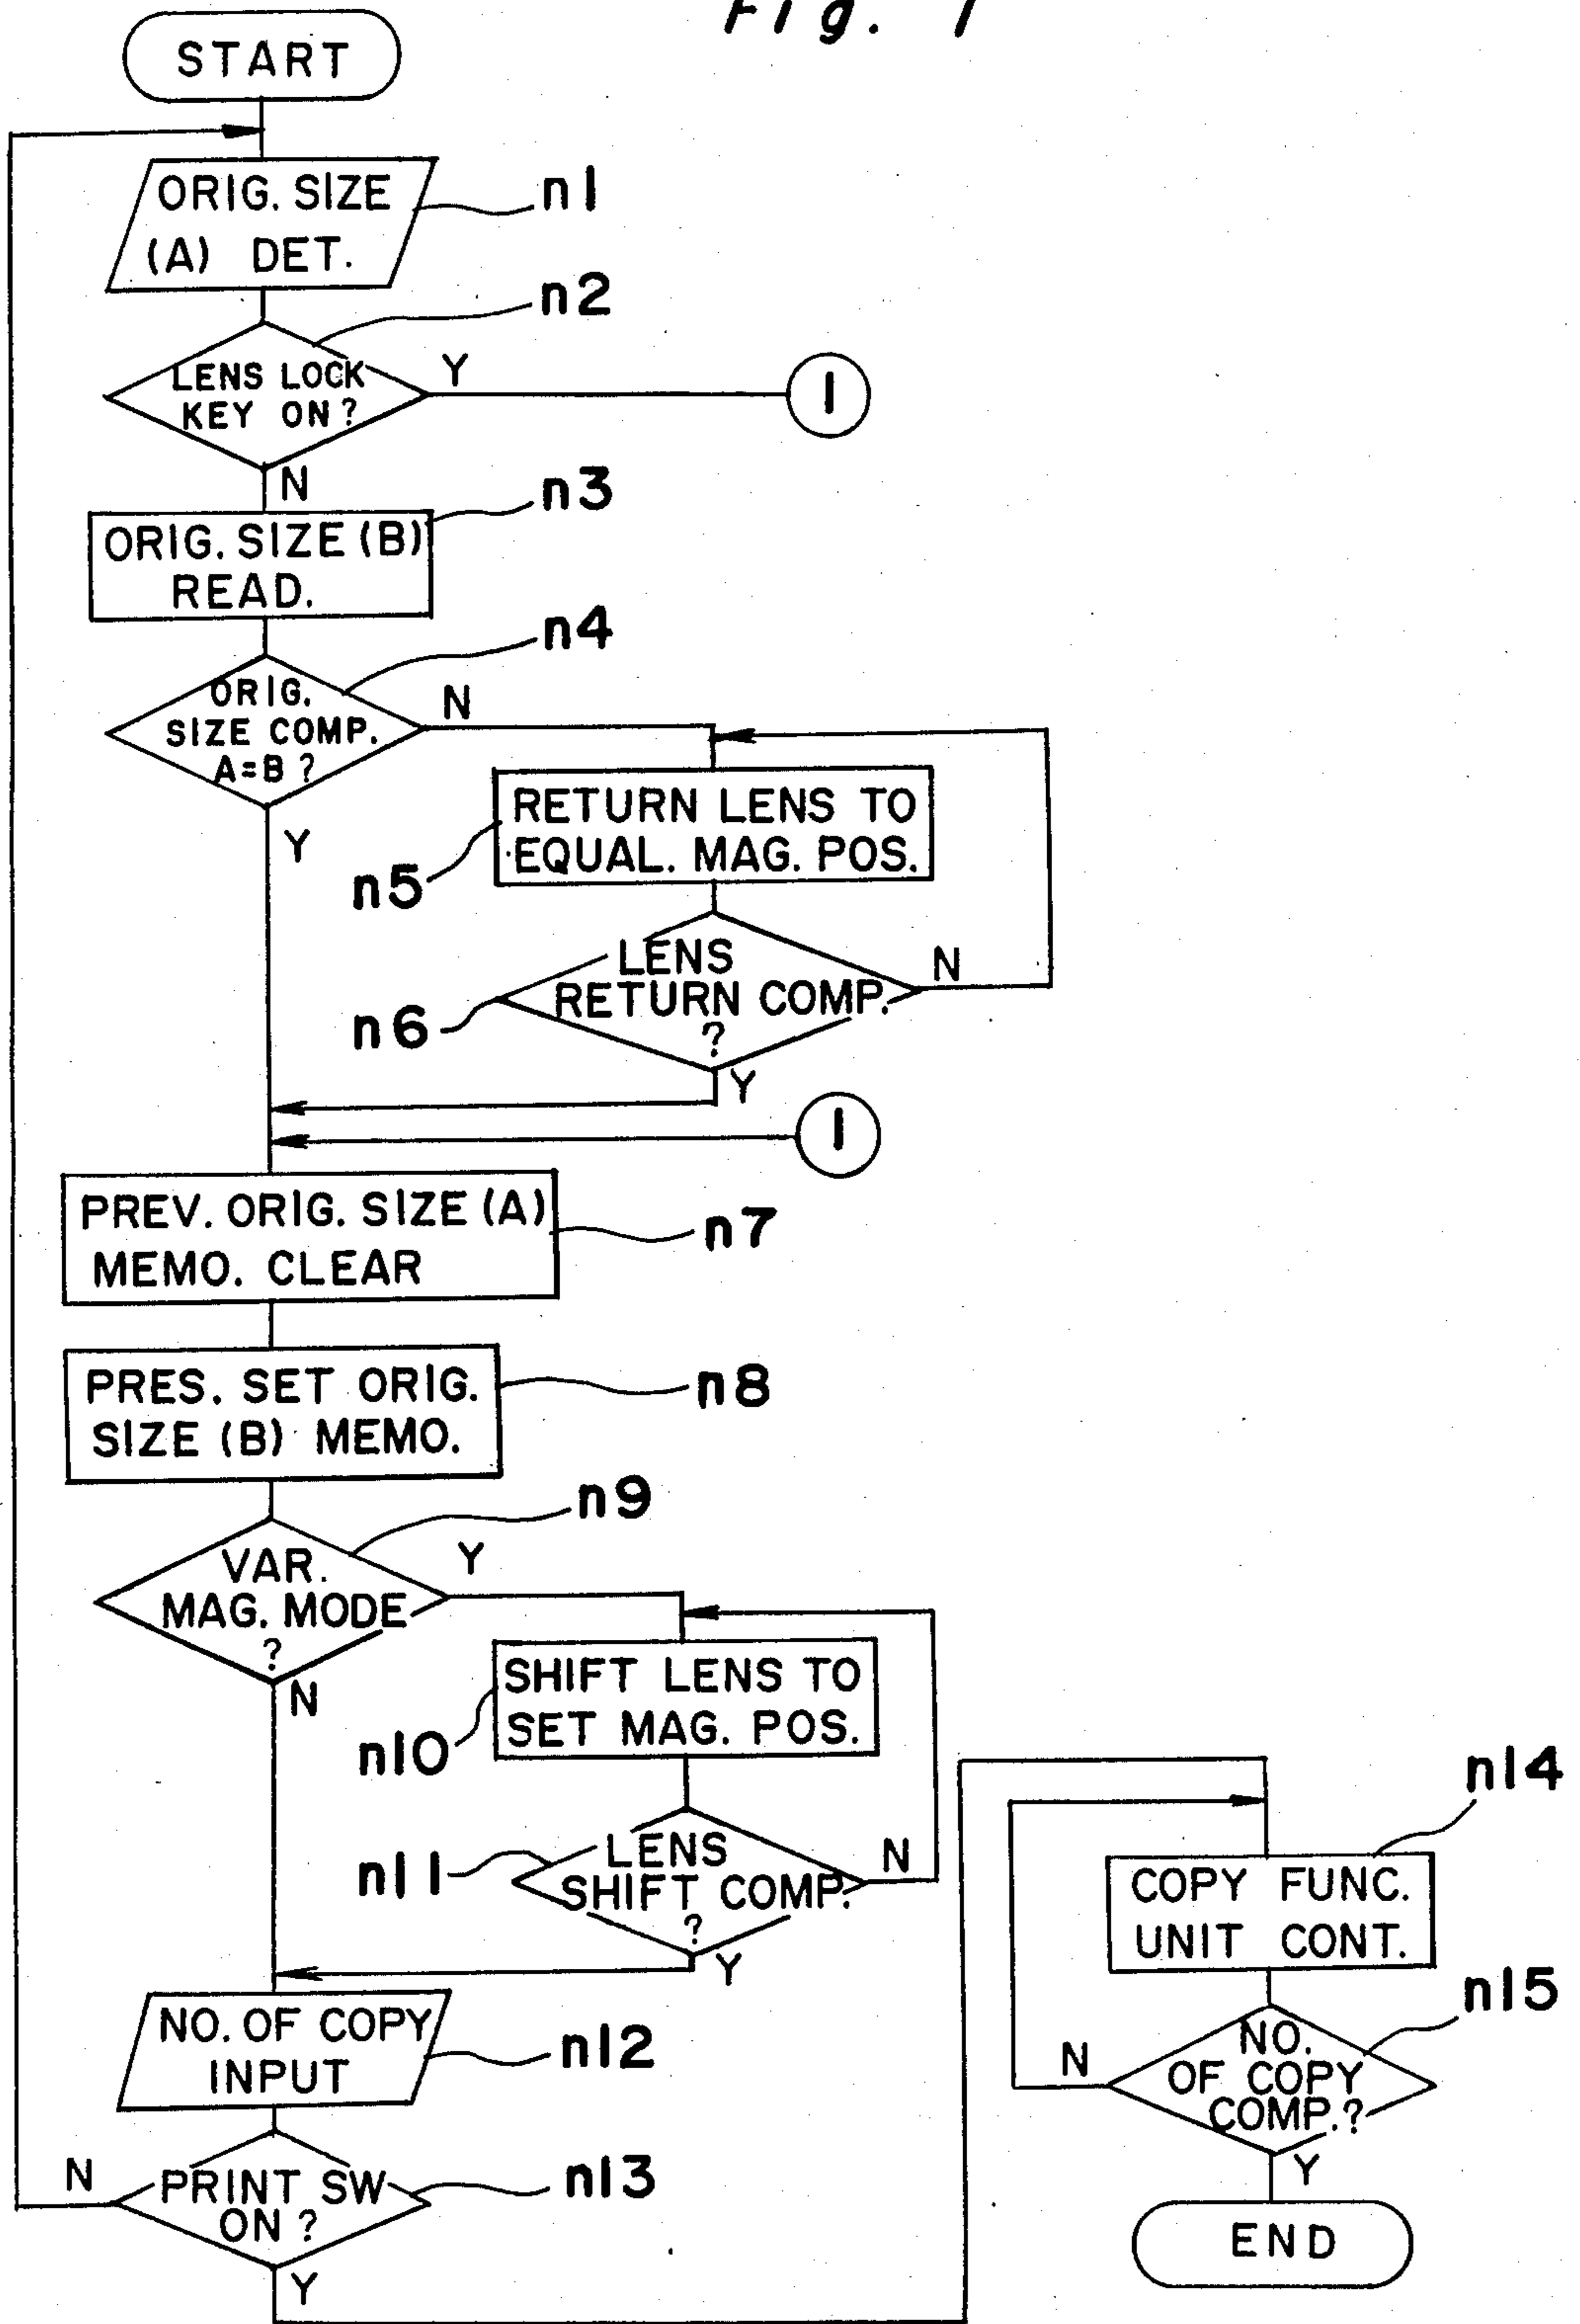 Fig. 1
START
ORIG. SIZE
(A) DET.
n1
n2
LENS LOCK
KEY ON?
Y
1
N
n3
ORIG. SIZE (B)
READ.
n4
ORIG.
SIZE COMP.
A=B?
N
Y
RETURN LENS TO
EQUAL. MAG. POS.
n5
LENS
RETURN COMP.
?
N
n6
Y
1
PREV. ORIG. SIZE (A)
MEMO. CLEAR
n7
PRES. SET ORIG.
SIZE (B) MEMO.
n8
n9
VAR.
MAG. MODE
?
Y
N
SHIFT LENS TO
SET MAG. POS.
n10
LENS
SHIFT COMP.
?
N
n11
Y
NO. OF COPY
INPUT
n12
PRINT SW
ON?
N
n13
Y
n14
COPY FUNC.
UNIT CONT.
n15
NO.
OF COPY
COMP.?
N
Y
END